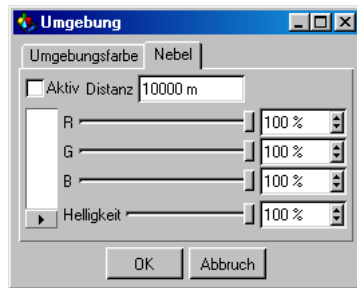 Umgebung
Umgebungsfarbe Nebel
Aktiv Distanz 10000 m
R 100 %
G 100 %
B 100 %
Helligkeit 100 %
OK Abbruch